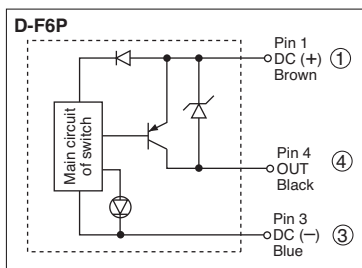 D-F6P
Pin 1
DC (+) ①
Brown
Main circuit
of switch
Pin 4
OUT ④
Black
Pin 3
DC (−) ③
Blue